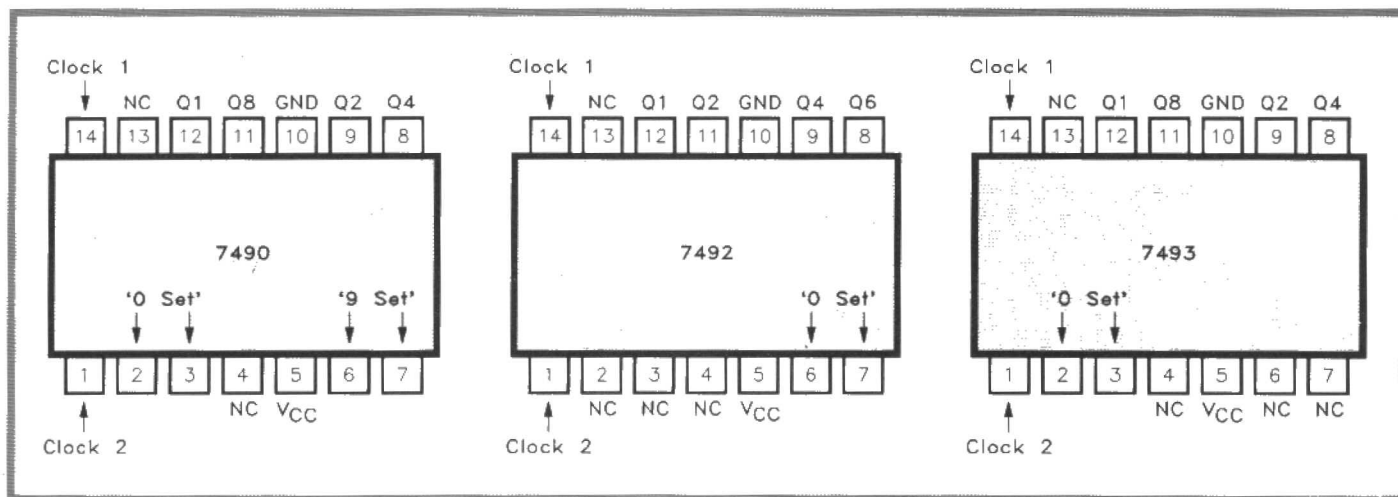 Clock 1
NC Q1 Q8 GND Q2 Q4
14 13 12 11 10 9 8
7490
‘0 Set’ ‘9 Set’
1 2 3 4 5 6 7
NC VCC
Clock 2
Clock 1
NC Q1 Q2 GND Q4 Q6
14 13 12 11 10 9 8
7492
‘0 Set’
1 2 3 4 5 6 7
NC NC NC VCC
Clock 1
NC Q1 Q8 GND Q2 Q4
14 13 12 11 10 9 8
7493
‘0 Set’
1 2 3 4 5 6 7
NC VCC NC NC
Clock 2